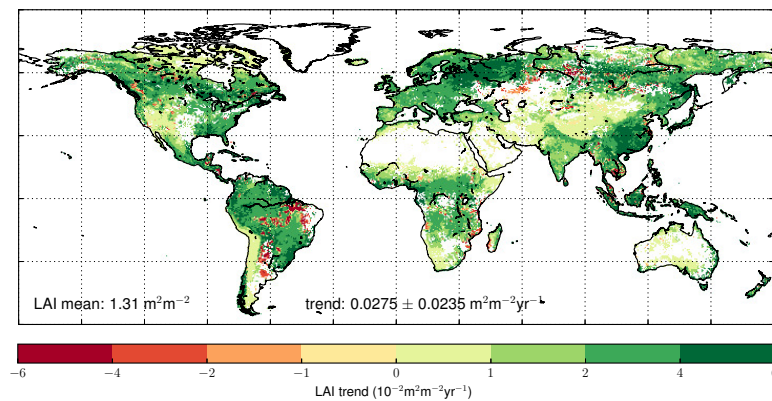 LAI mean: 1.31 m²m⁻² trend: 0.0275 ± 0.0235 m²m⁻²yr⁻¹
−6 −4 −2 −1 0 1 2 4 6
LAI trend (10⁻²m²m⁻²yr⁻¹)